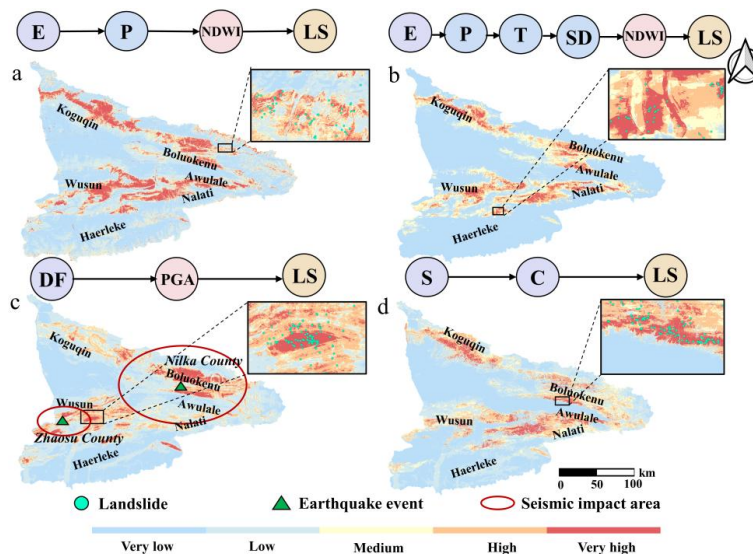 E P NDWI LS
E P T SD NDWI LS
a
Koguqin
Boluokenu
Awulale
Wusun
Nalati
Haerleke
b
Koguqin
Boluokenu
Awulale
Wusun
Nalati
Haerleke
DF PGA LS
S C LS
c
Koguqin
Nilka County
Boluokenu
Wusun
Awulale
Nalati
Zhaosu County
Haerleke
d
Koguqin
Boluokenu
Awulale
Wusun
Nalati
Haerleke
km
0 50 100
Landslide Earthquake event Seismic impact area
Very low Low Medium High Very high